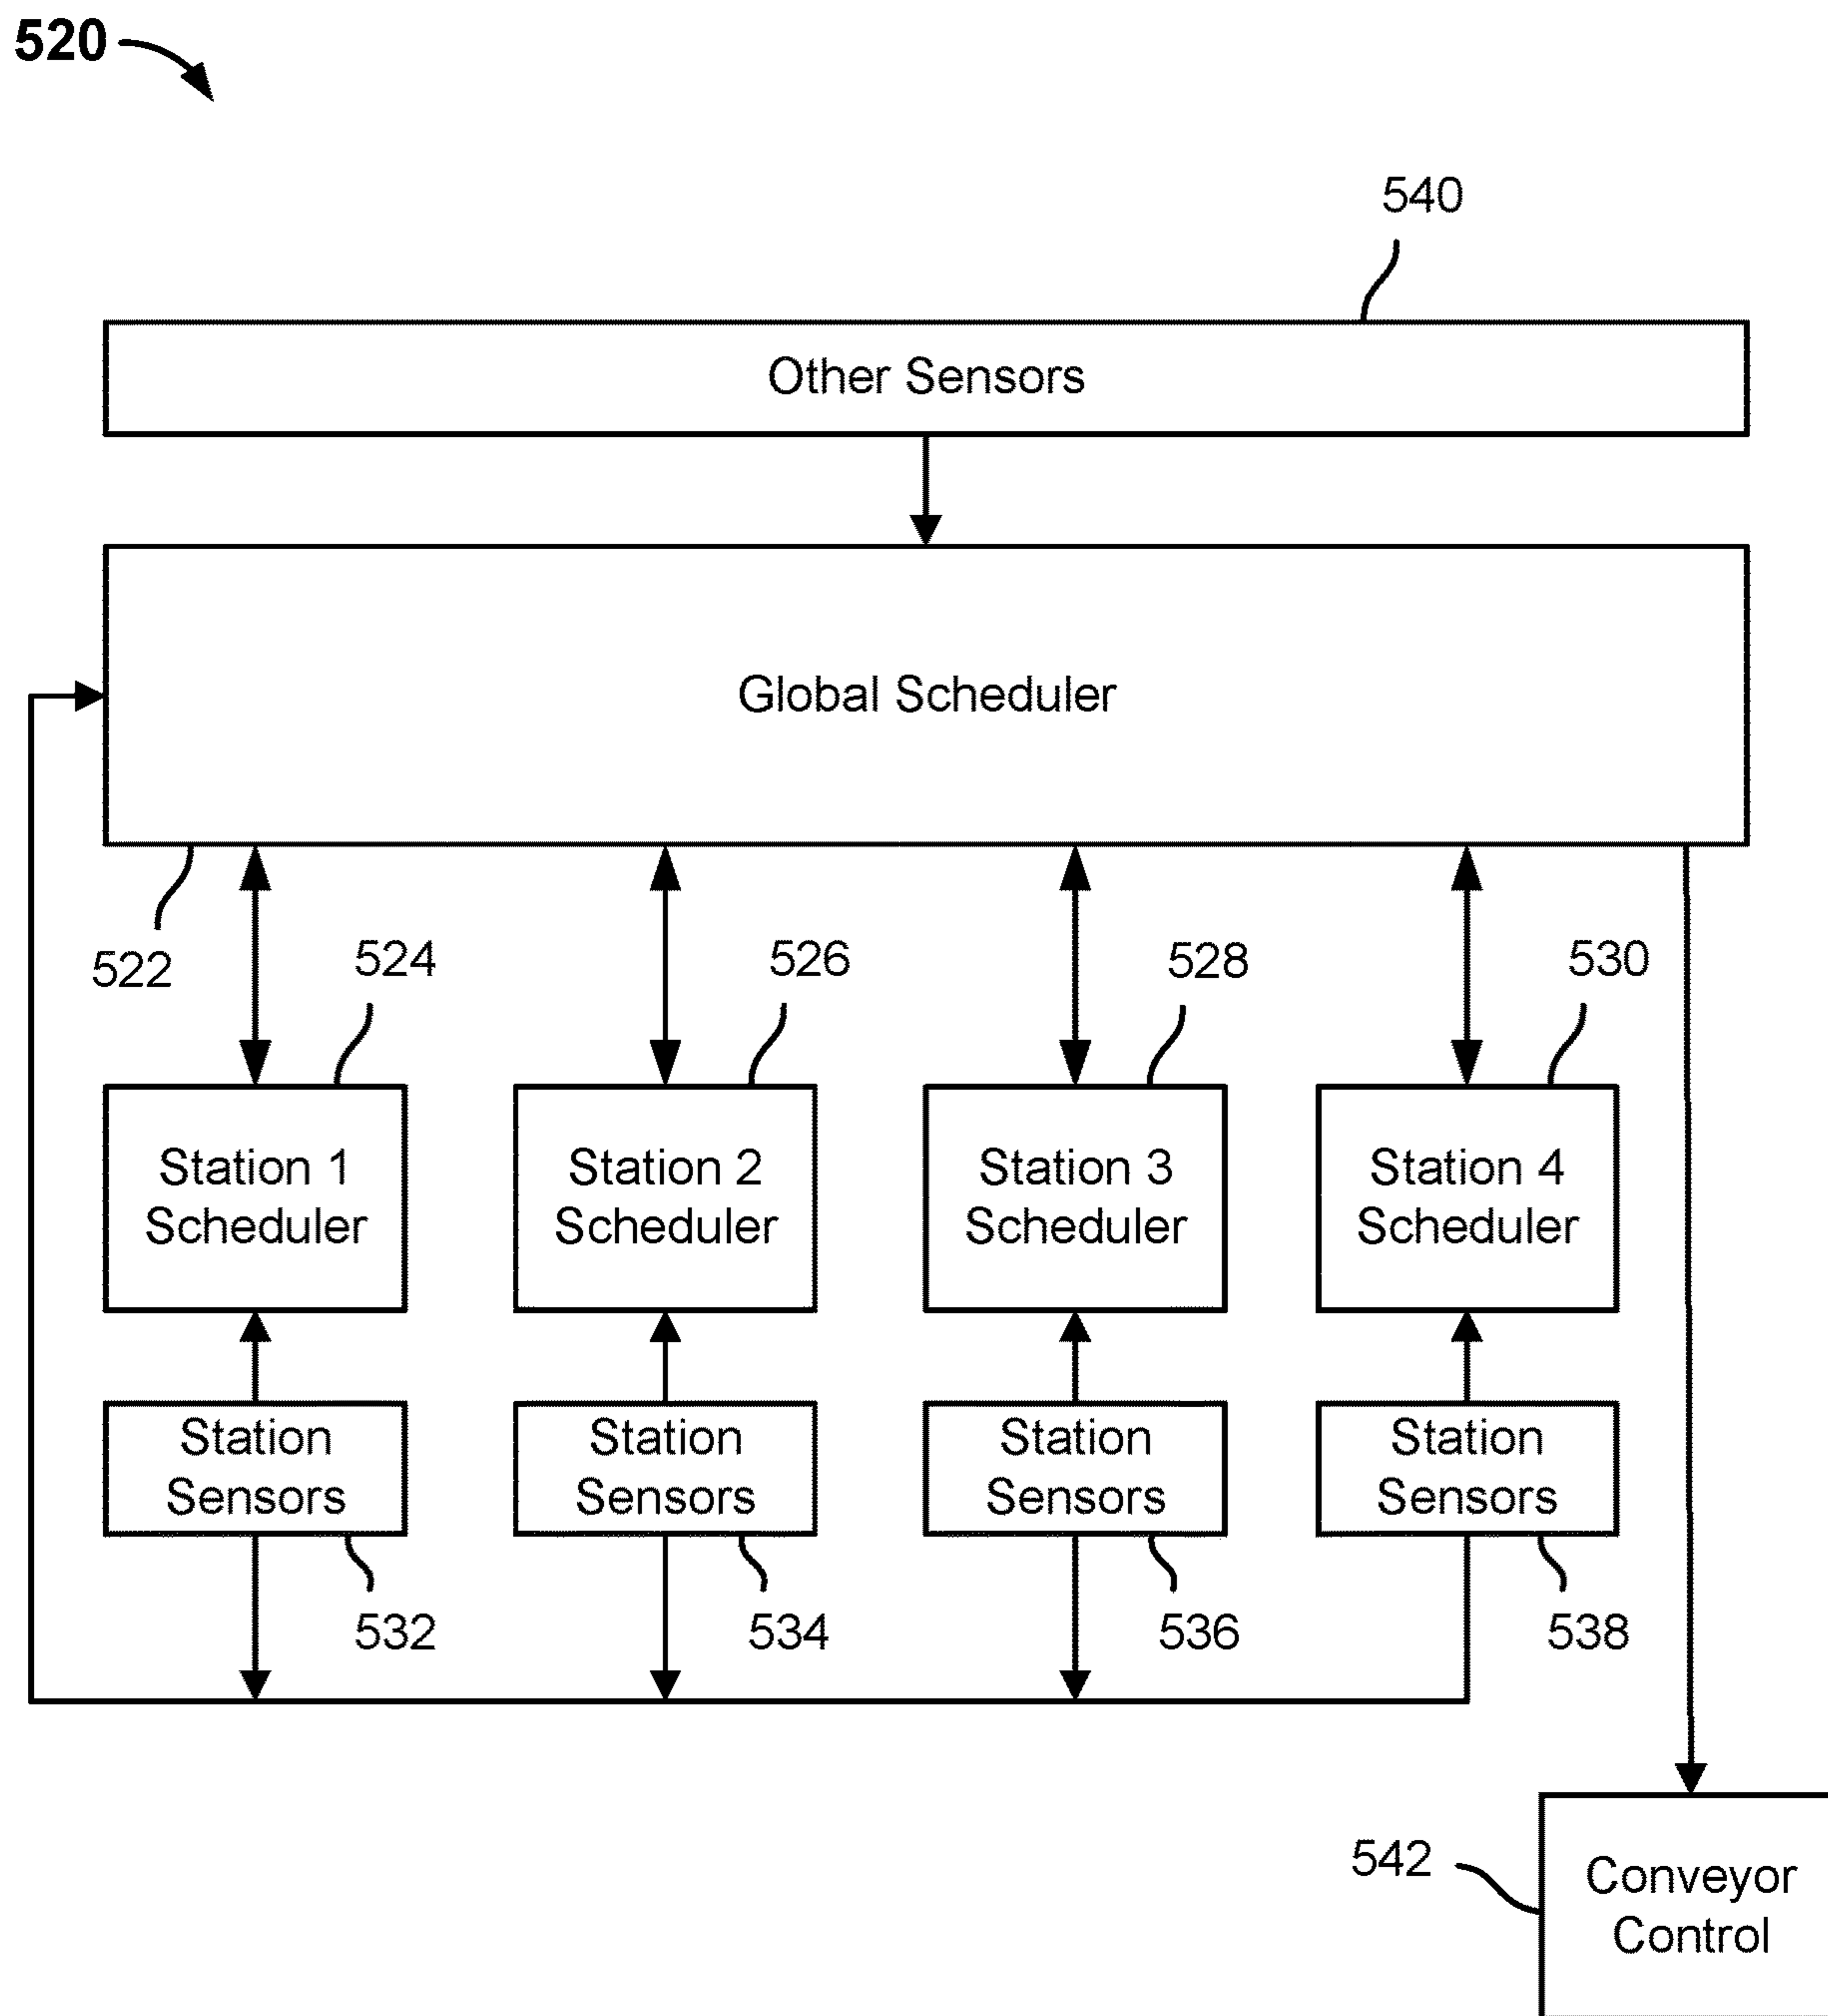 520
540
Other Sensors
Global Scheduler
522
524
526
528
530
Station 1
Scheduler
Station 2
Scheduler
Station 3
Scheduler
Station 4
Scheduler
Station
Sensors
Station
Sensors
Station
Sensors
Station
Sensors
532
534
536
538
542
Conveyor
Control